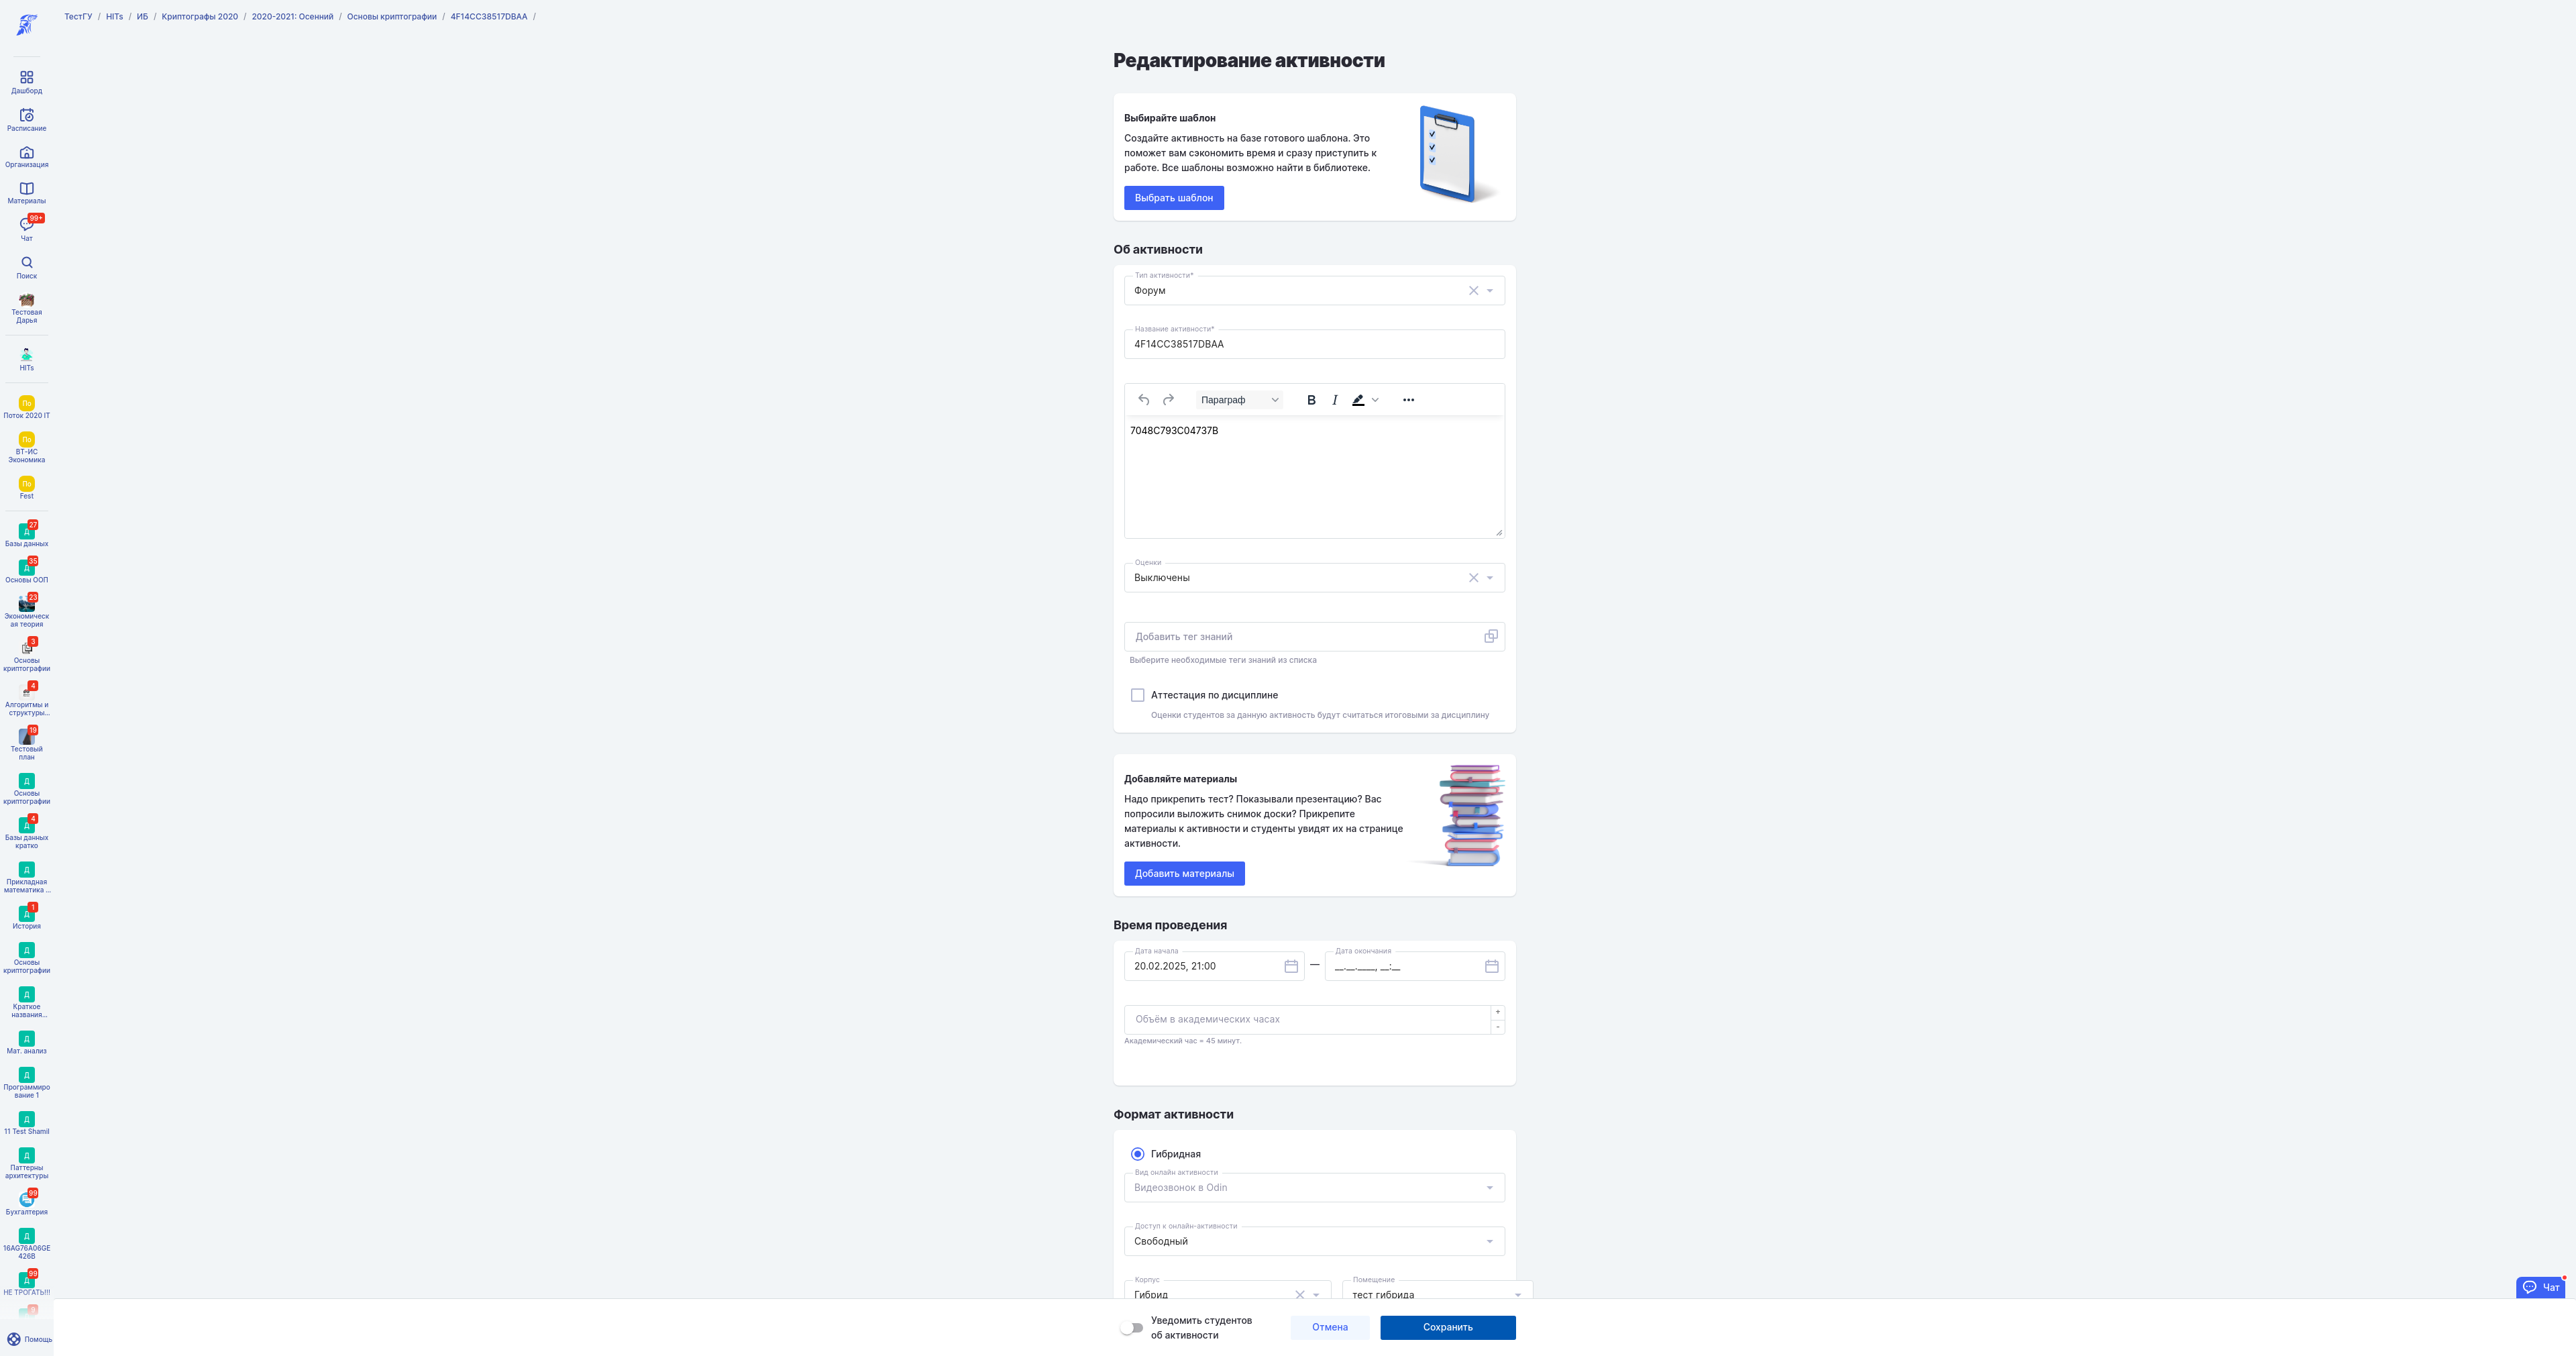 ТестГУ / HITs / ИБ / Криптографы 2020 / 2020-2021: Осенний / Основы криптографии / 4F14CC38517DBAA /
Дашборд
Расписание
Организация
Материалы
99+
Чат
Поиск
Тестовая
Дарья
HITs
По
Поток 2020 IT
По
ВТ-ИС
Экономика
По
Fest
27
Д
Базы данных
35
Д
Основы ООП
23
Экономическ
ая теория
3
Основы
криптографии
4
Алгоритмы и
структуры...
19
Тестовый
план
Д
Основы
криптографии
4
Д
Базы данных
кратко
Д
Прикладная
математика ...
1
Д
История
Д
Основы
криптографии
Д
Краткое
названия...
Д
Мат. анализ
Д
Программиро
вание 1
Д
11 Test Shamil
Д
Паттерны
архитектуры
99
Бухгалтерия
Д
16AG76A06GE
426B
99
Д
НЕ ТРОГАТЬ!!!
Помощь
Редактирование активности
Выбирайте шаблон
Создайте активность на базе готового шаблона. Это
поможет вам сэкономить время и сразу приступить к
работе. Все шаблоны возможно найти в библиотеке.
Выбрать шаблон
Об активности
Тип активности*
Форум
Название активности*
4F14CC38517DBAA
Параграф B I
7048C793C04737B
Оценки
Выключены
Добавить тег знаний
Выберите необходимые теги знаний из списка
Аттестация по дисциплине
Оценки студентов за данную активность будут считаться итоговыми за дисциплину
Добавляйте материалы
Надо прикрепить тест? Показывали презентацию? Вас
попросили выложить снимок доски? Прикрепите
материалы к активности и студенты увидят их на странице
активности.
Добавить материалы
Время проведения
Дата начала
20.02.2025, 21:00
—
Дата окончания
__.__.____, __:__
Объём в академических часах
+
-
Академический час = 45 минут.
Формат активности
Гибридная
Вид онлайн активности
Видеозвонок в Odin
Доступ к онлайн-активности
Свободный
Корпус
Гибрид
Помещение
тест гибрида
Уведомить студентов
об активности
Отмена
Сохранить
Чат